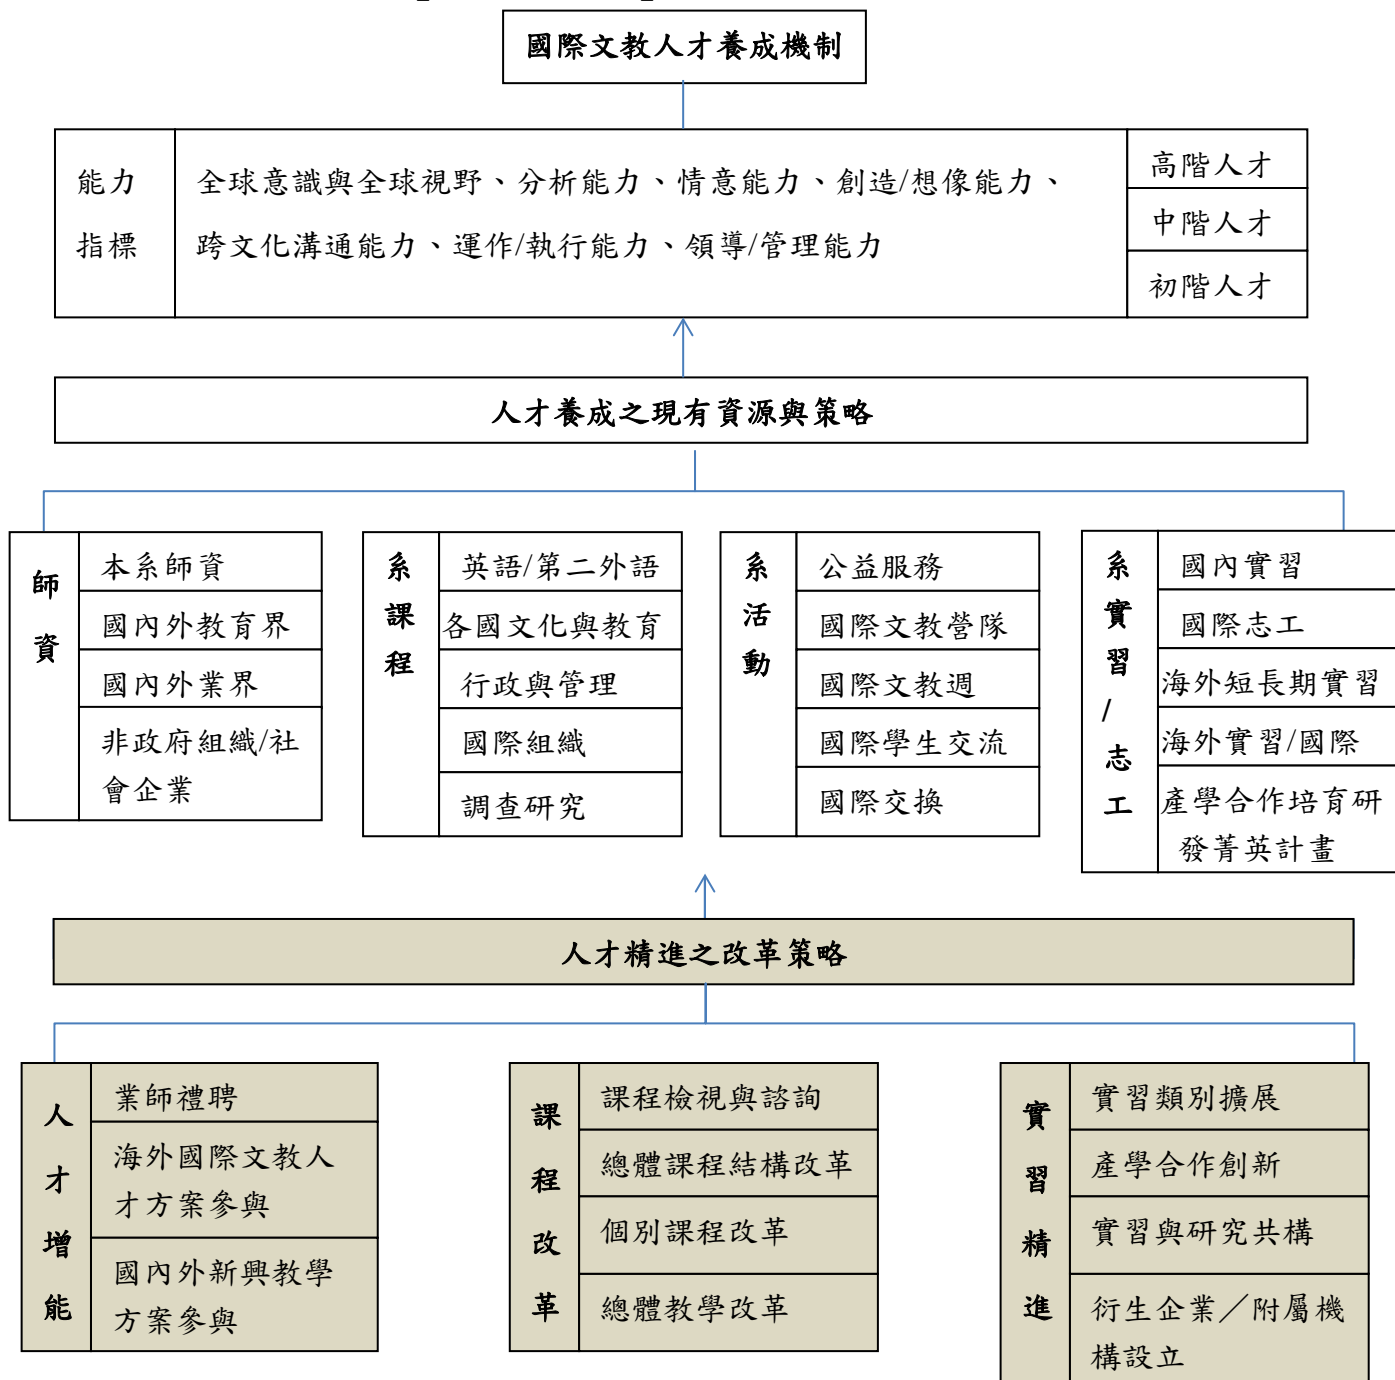 國際文教人才養成機制
能力
指標
全球意識與全球視野、分析能力、情意能力、創造/想像能力、
跨文化溝通能力、運作/執行能力、領導/管理能力
高階人才
中階人才
初階人才
人才養成之現有資源與策略
師資
本系師資
國內外教育界
國內外業界
非政府組織/社
會企業
系課程
英語/第二外語
各國文化與教育
行政與管理
國際組織
調查研究
系活動
公益服務
國際文教營隊
國際文教週
國際學生交流
國際交換
系實習/志工
國內實習
國際志工
海外短長期實習
海外實習/國際
產學合作培育研
發菁英計畫
人才精進之改革策略
人才增能
業師禮聘
海外國際文教人
才方案參與
國內外新興教學
方案參與
課程改革
課程檢視與諮詢
總體課程結構改革
個別課程改革
總體教學改革
實習精進
實習類別擴展
產學合作創新
實習與研究共構
衍生企業／附屬機
構設立